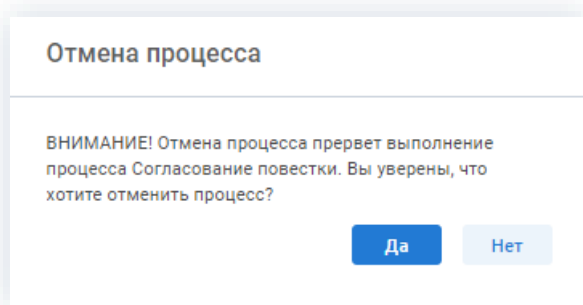 Отмена процесса
ВНИМАНИЕ! Отмена процесса прервет выполнение
процесса Согласование повестки. Вы уверены, что
хотите отменить процесс?
Да Нет